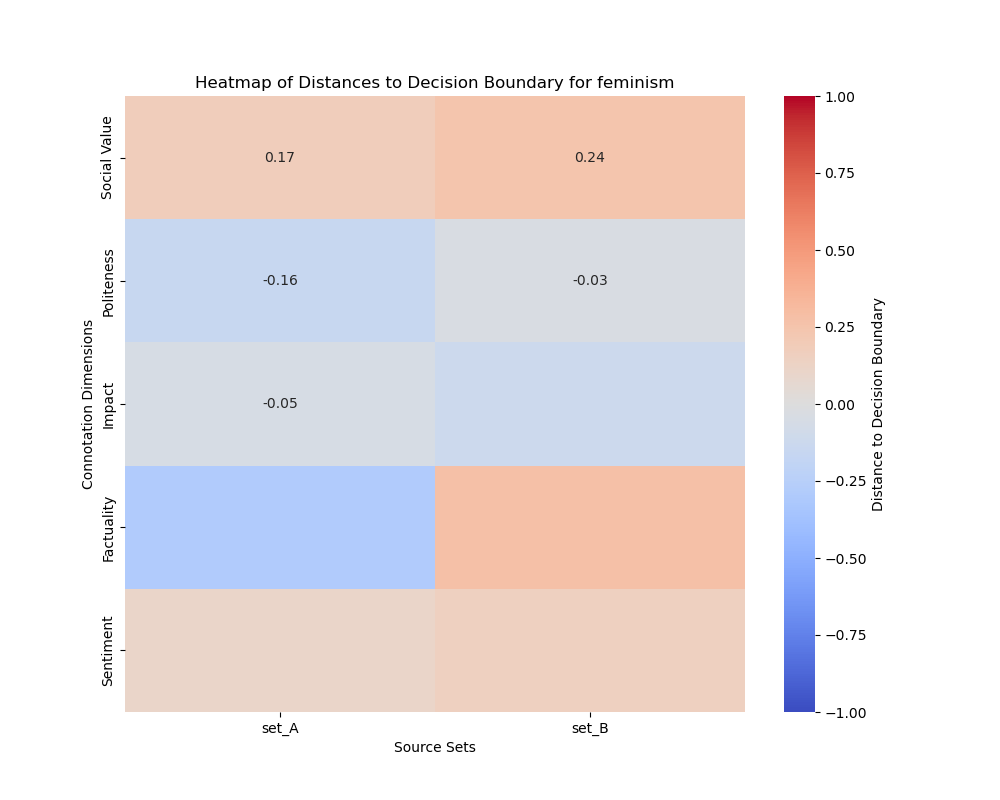 Heatmap of Distances to Decision Boundary for feminism
Connotation Dimensions
Social Value
0.17
0.24
Politeness
-0.16
-0.03
Impact
-0.05
Factuality
Sentiment
set_A
set_B
Source Sets
1.00
0.75
0.50
0.25
0.00
−0.25
−0.50
−0.75
−1.00
Distance to Decision Boundary